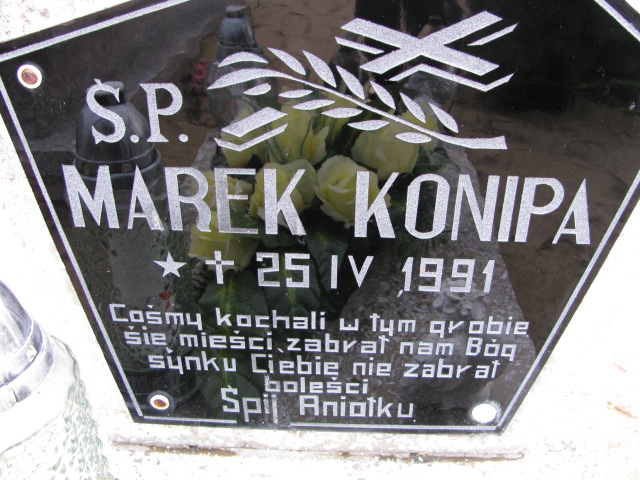 Ś.P.
MAREK KONIPA
★ + 25 IV 1991
Cośmy kochali w tym grobie
się mieści zabrał nam Bóg
synku Ciebie nie zabrał
boleści
Śpij Aniołku